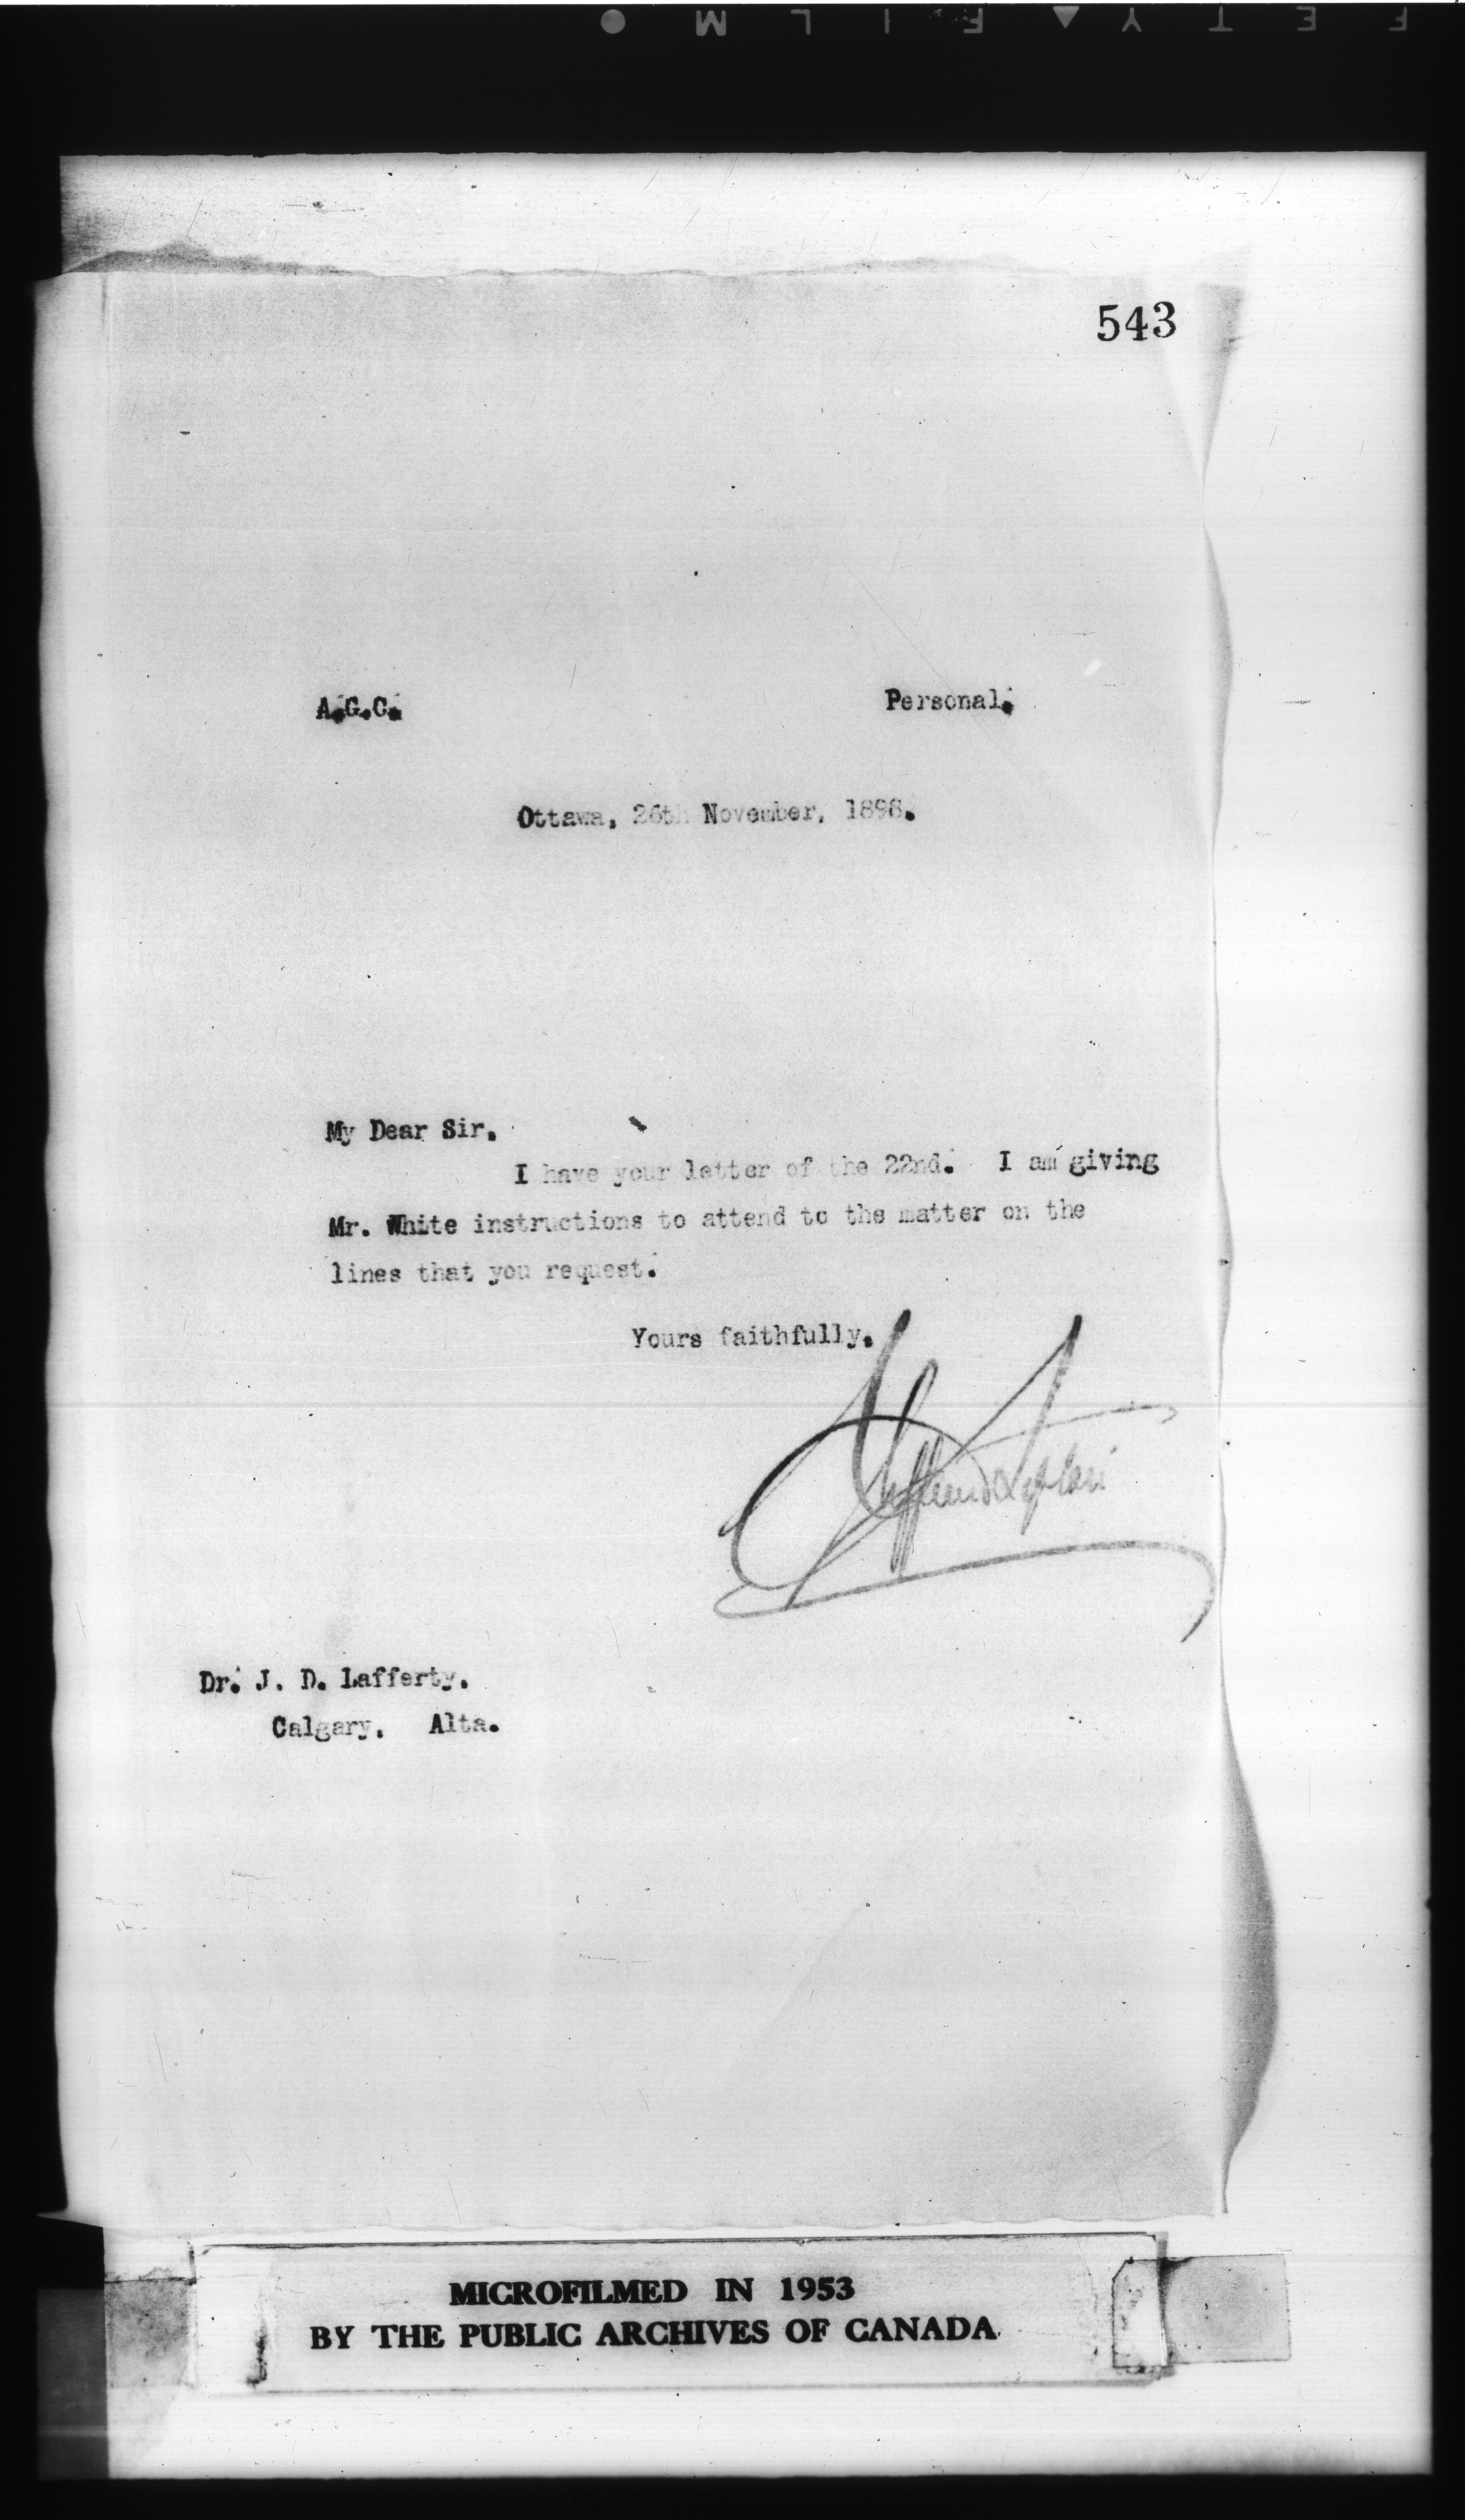 543
A.G.C. Personal.
Ottawa, 26th November, 1898.
My Dear Sir,
I have your letter of the 22nd. I am giving
Mr. White instructions to attend to the matter on the
lines that you request.
Yours faithfully,
Dr. J. D. Lafferty,
Calgary, Alta.
MICROFILMED IN 1953
BY THE PUBLIC ARCHIVES OF CANADA